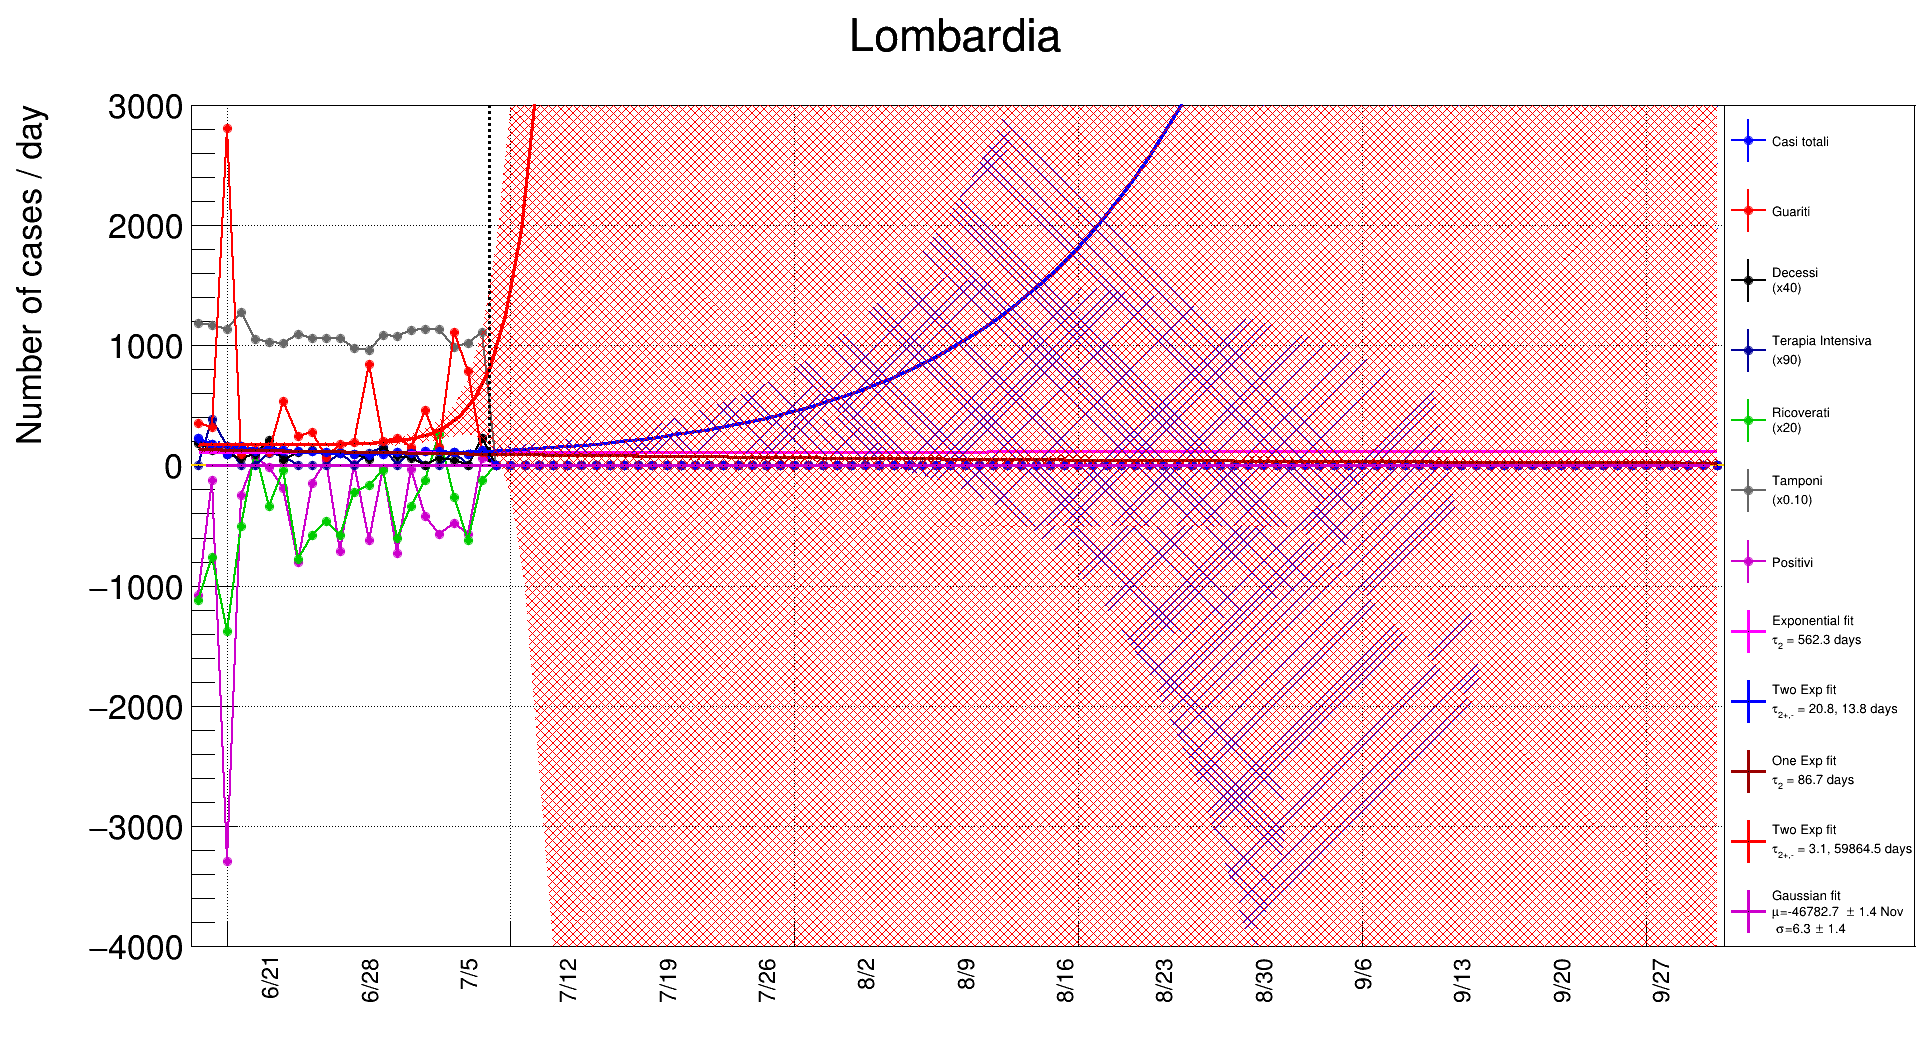 Lombardia
Number of cases / day
3000
2000
1000
0
−1000
−2000
−3000
−4000
6/21
6/28
7/5
7/12
7/19
7/26
8/2
8/9
8/16
8/23
8/30
9/6
9/13
9/20
9/27
Casi totali
Guariti
Decessi
(x40)
Terapia Intensiva
(x90)
Ricoverati
(x20)
Tamponi
(x0.10)
Positivi
Exponential fit
τ2 = 562.3 days
Two Exp fit
τ2+,- = 20.8, 13.8 days
One Exp fit
τ2 = 86.7 days
Two Exp fit
τ2+,- = 3.1, 59864.5 days
Gaussian fit
μ=-46782.7 ± 1.4 Nov
σ=6.3 ± 1.4